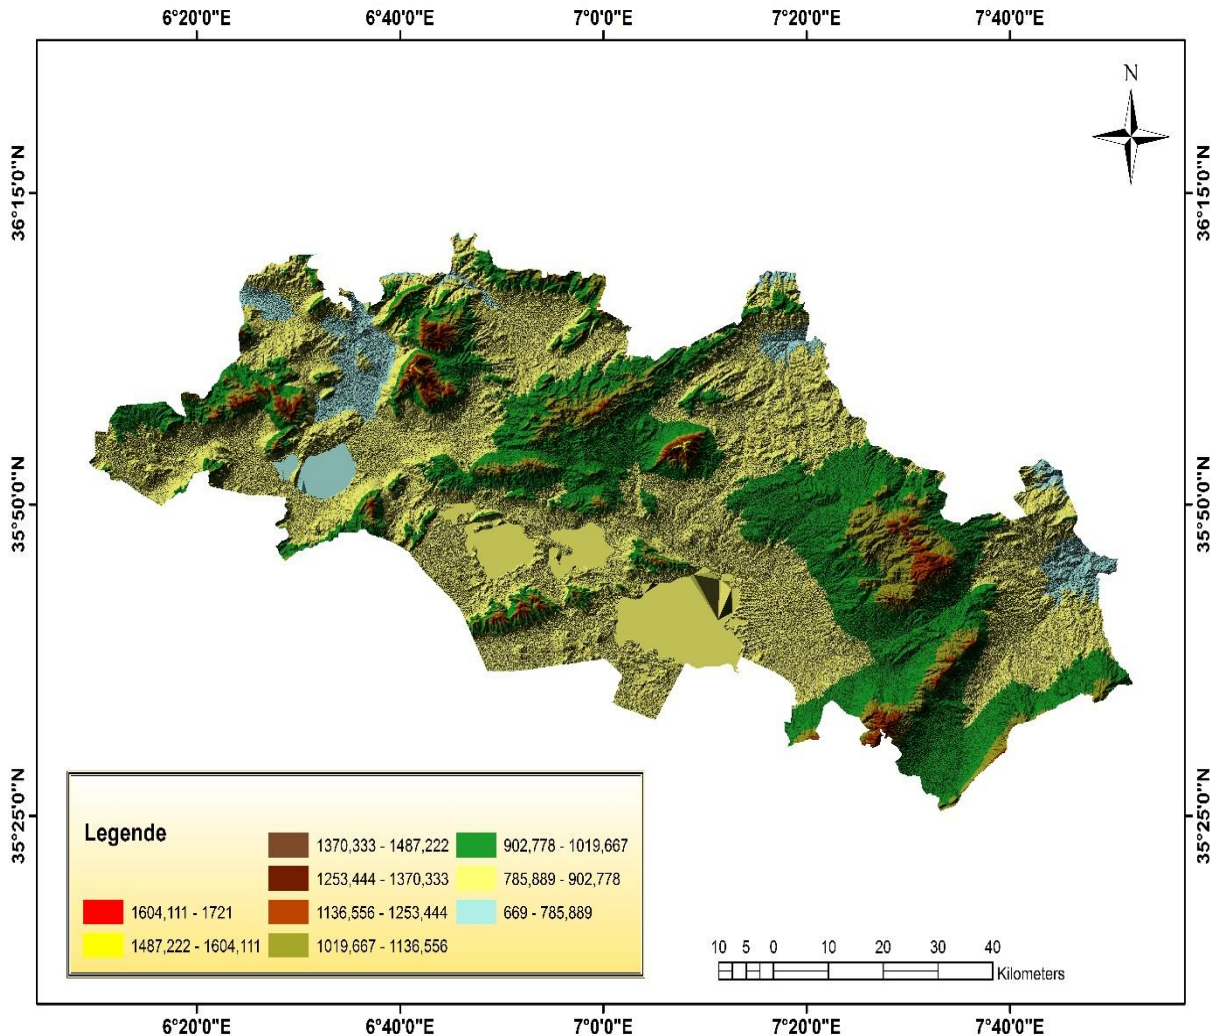 6°20'0"E 6°40'0"E 7°0'0"E 7°20'0"E 7°40'0"E
N
36°15'0"N 36°15'0"N
35°50'0"N 35°50'0"N
35°25'0"N 35°25'0"N
Legende
1604,111 - 1721
1487,222 - 1604,111
1370,333 - 1487,222
1253,444 - 1370,333
1136,556 - 1253,444
1019,667 - 1136,556
902,778 - 1019,667
785,889 - 902,778
669 - 785,889
10 5 0 10 20 30 40
Kilometers
6°20'0"E 6°40'0"E 7°0'0"E 7°20'0"E 7°40'0"E